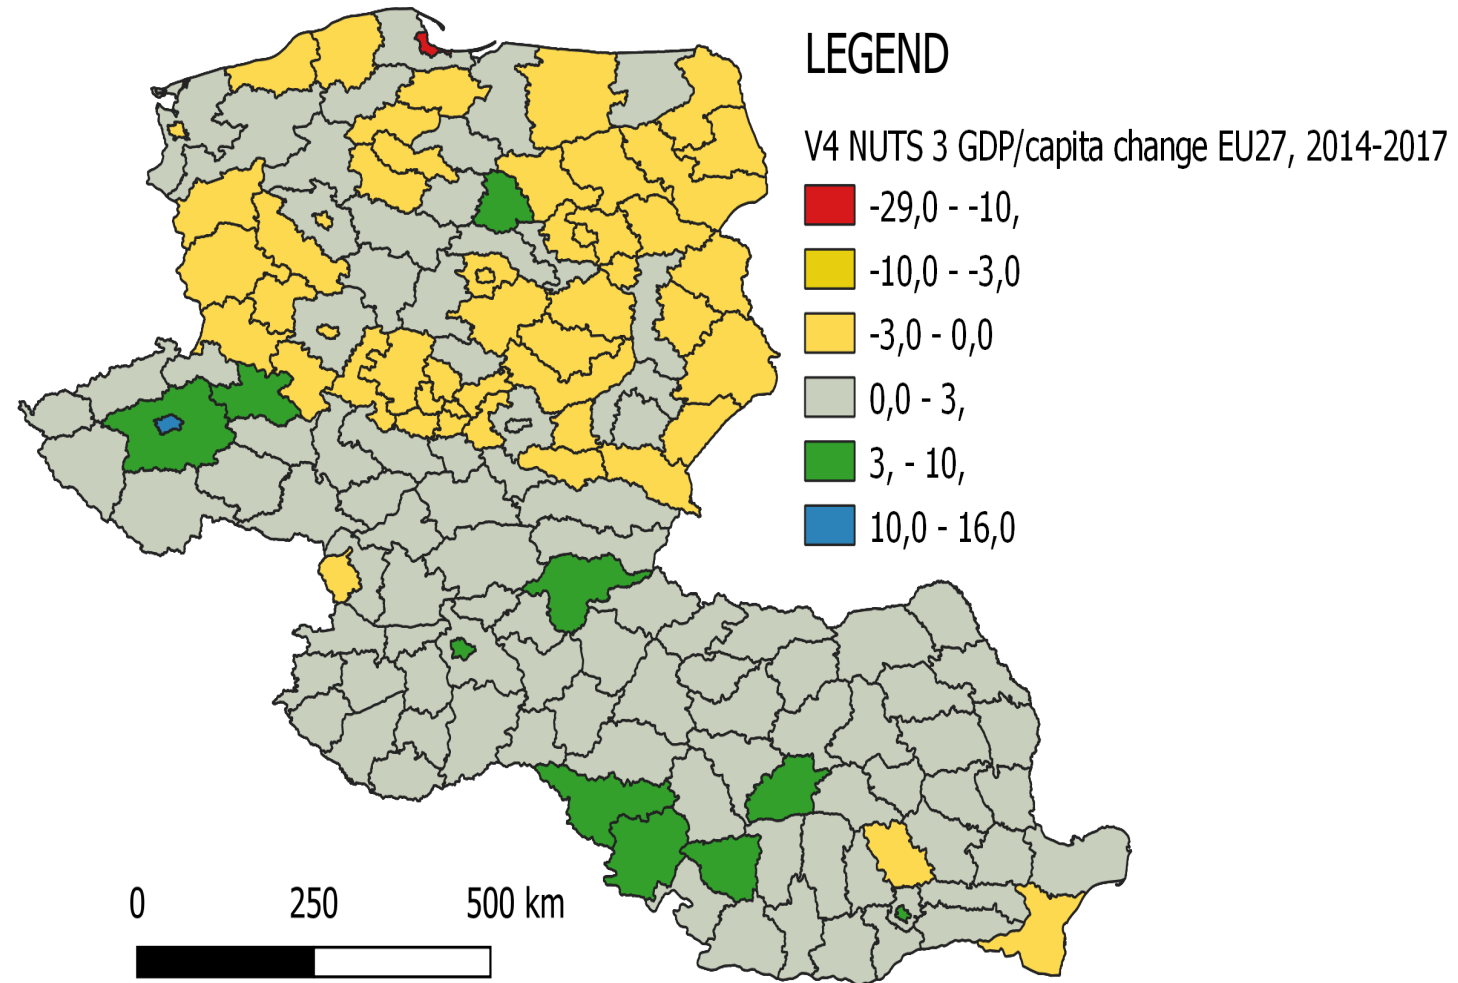 LEGEND
V4 NUTS 3 GDP/capita change EU27, 2014-2017
-29,0 - -10,
-10,0 - -3,0
-3,0 - 0,0
0,0 - 3,
3, - 10,
10,0 - 16,0
0 250 500 km